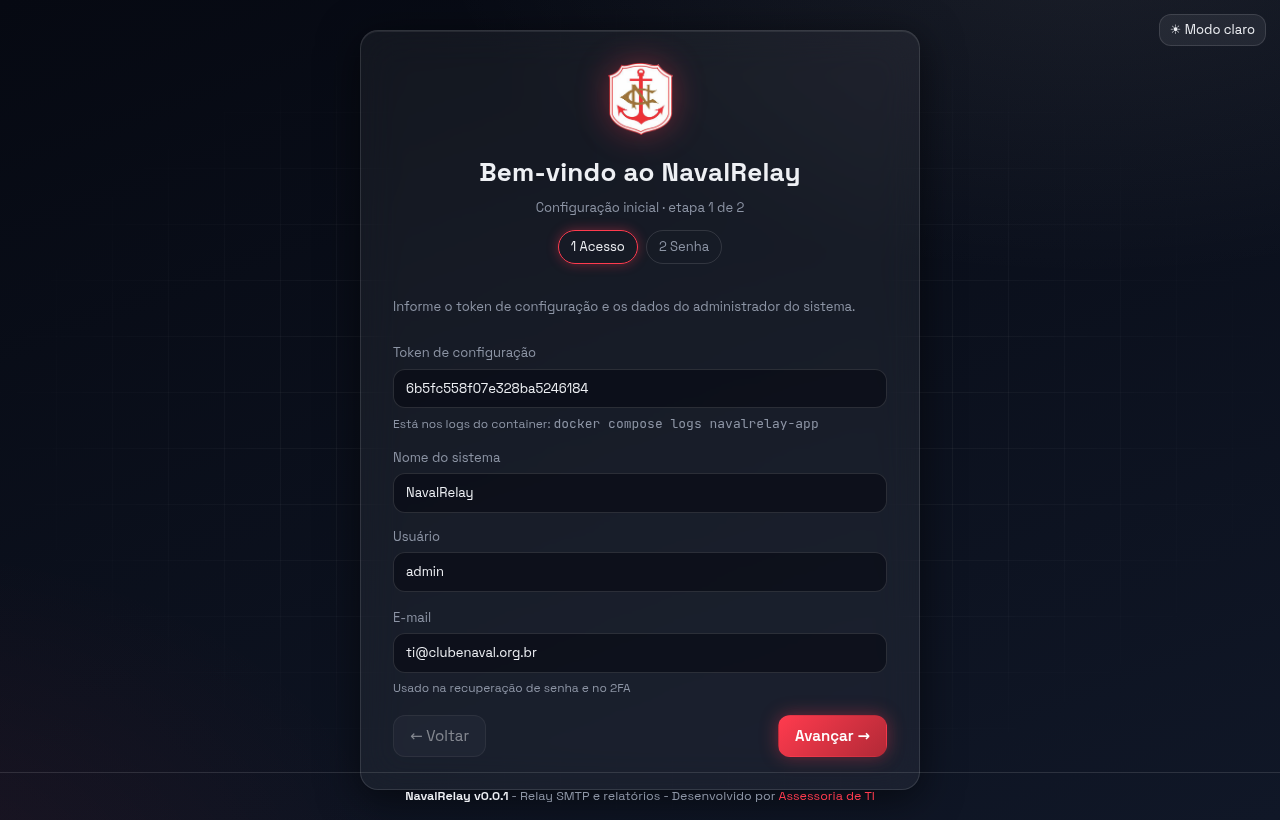 ☀ Modo claro
Bem-vindo ao NavalRelay
Configuração inicial · etapa 1 de 2
1 Acesso
2 Senha
Informe o token de configuração e os dados do administrador do sistema.
Token de configuração
6b5fc558f07e328ba5246184
Está nos logs do container: docker compose logs navalrelay-app
Nome do sistema
NavalRelay
Usuário
admin
E-mail
ti@clubenaval.org.br
Usado na recuperação de senha e no 2FA
← Voltar
Avançar →
NavalRelay v0.0.1 - Relay SMTP e relatórios - Desenvolvido por Assessoria de TI